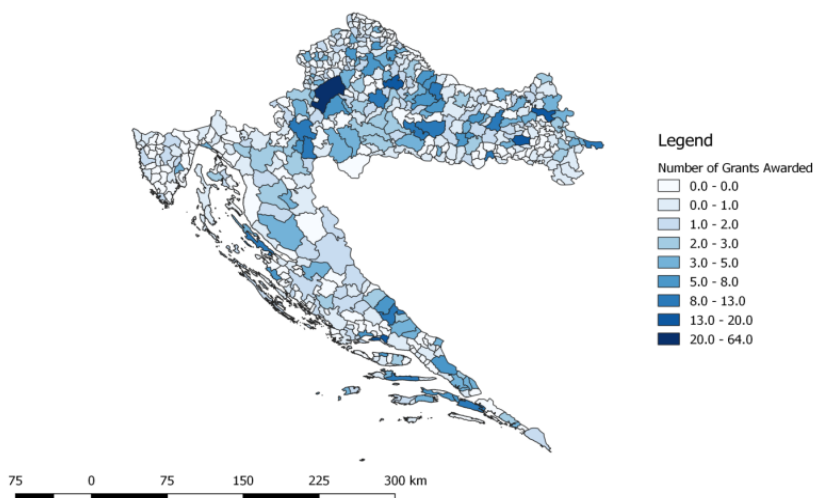 Legend
Number of Grants Awarded
0.0 - 0.0
0.0 - 1.0
1.0 - 2.0
2.0 - 3.0
3.0 - 5.0
5.0 - 8.0
8.0 - 13.0
13.0 - 20.0
20.0 - 64.0
75 0 75 150 225 300 km